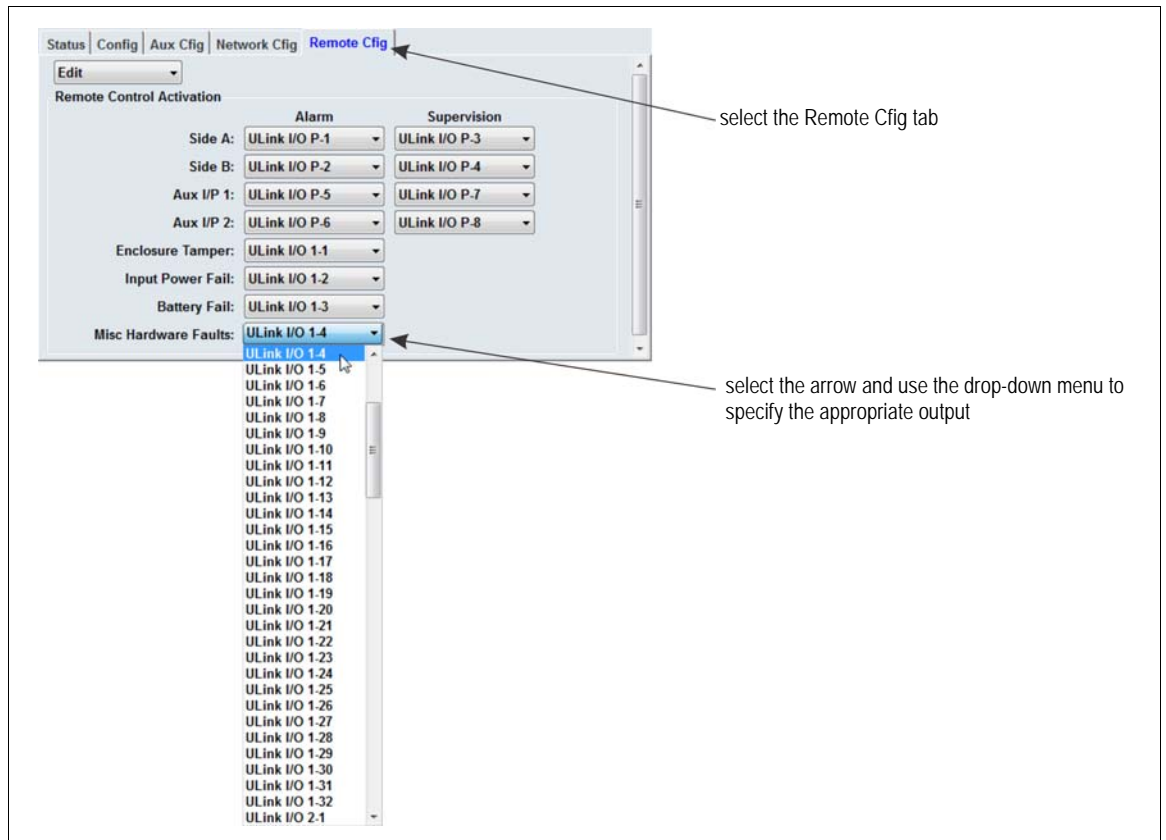 Status Config Aux Cfig Network Cfig Remote Cfig
select the Remote Cfig tab
Edit
Remote Control Activation
Alarm Supervision
Side A: ULink I/O P-1 ULink I/O P-3
Side B: ULink I/O P-2 ULink I/O P-4
Aux I/P 1: ULink I/O P-5 ULink I/O P-7
Aux I/P 2: ULink I/O P-6 ULink I/O P-8
Enclosure Tamper: ULink I/O 1-1
Input Power Fail: ULink I/O 1-2
Battery Fail: ULink I/O 1-3
Misc Hardware Faults: ULink I/O 1-4
select the arrow and use the drop-down menu to
specify the appropriate output
ULink I/O 1-4
ULink I/O 1-5
ULink I/O 1-6
ULink I/O 1-7
ULink I/O 1-8
ULink I/O 1-9
ULink I/O 1-10
ULink I/O 1-11
ULink I/O 1-12
ULink I/O 1-13
ULink I/O 1-14
ULink I/O 1-15
ULink I/O 1-16
ULink I/O 1-17
ULink I/O 1-18
ULink I/O 1-19
ULink I/O 1-20
ULink I/O 1-21
ULink I/O 1-22
ULink I/O 1-23
ULink I/O 1-24
ULink I/O 1-25
ULink I/O 1-26
ULink I/O 1-27
ULink I/O 1-28
ULink I/O 1-29
ULink I/O 1-30
ULink I/O 1-31
ULink I/O 1-32
ULink I/O 2-1